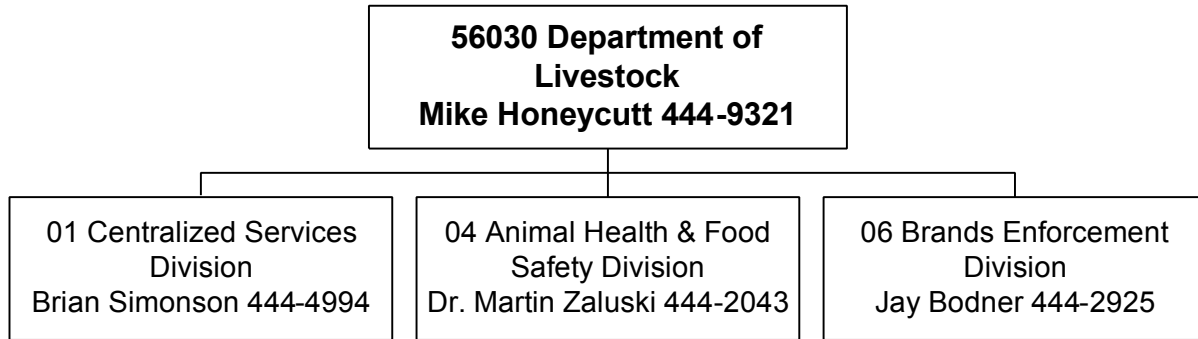 56030 Department of
Livestock
Mike Honeycutt 444-9321
01 Centralized Services
Division
Brian Simonson 444-4994
04 Animal Health & Food
Safety Division
Dr. Martin Zaluski 444-2043
06 Brands Enforcement
Division
Jay Bodner 444-2925